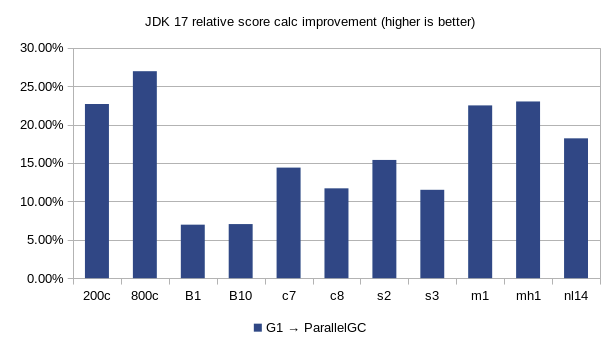 JDK 17 relative score calc improvement (higher is better)
30.00%
25.00%
20.00%
15.00%
10.00%
5.00%
0.00%
200c 800c B1 B10 c7 c8 s2 s3 m1 mh1 nl14
G1 → ParallelGC